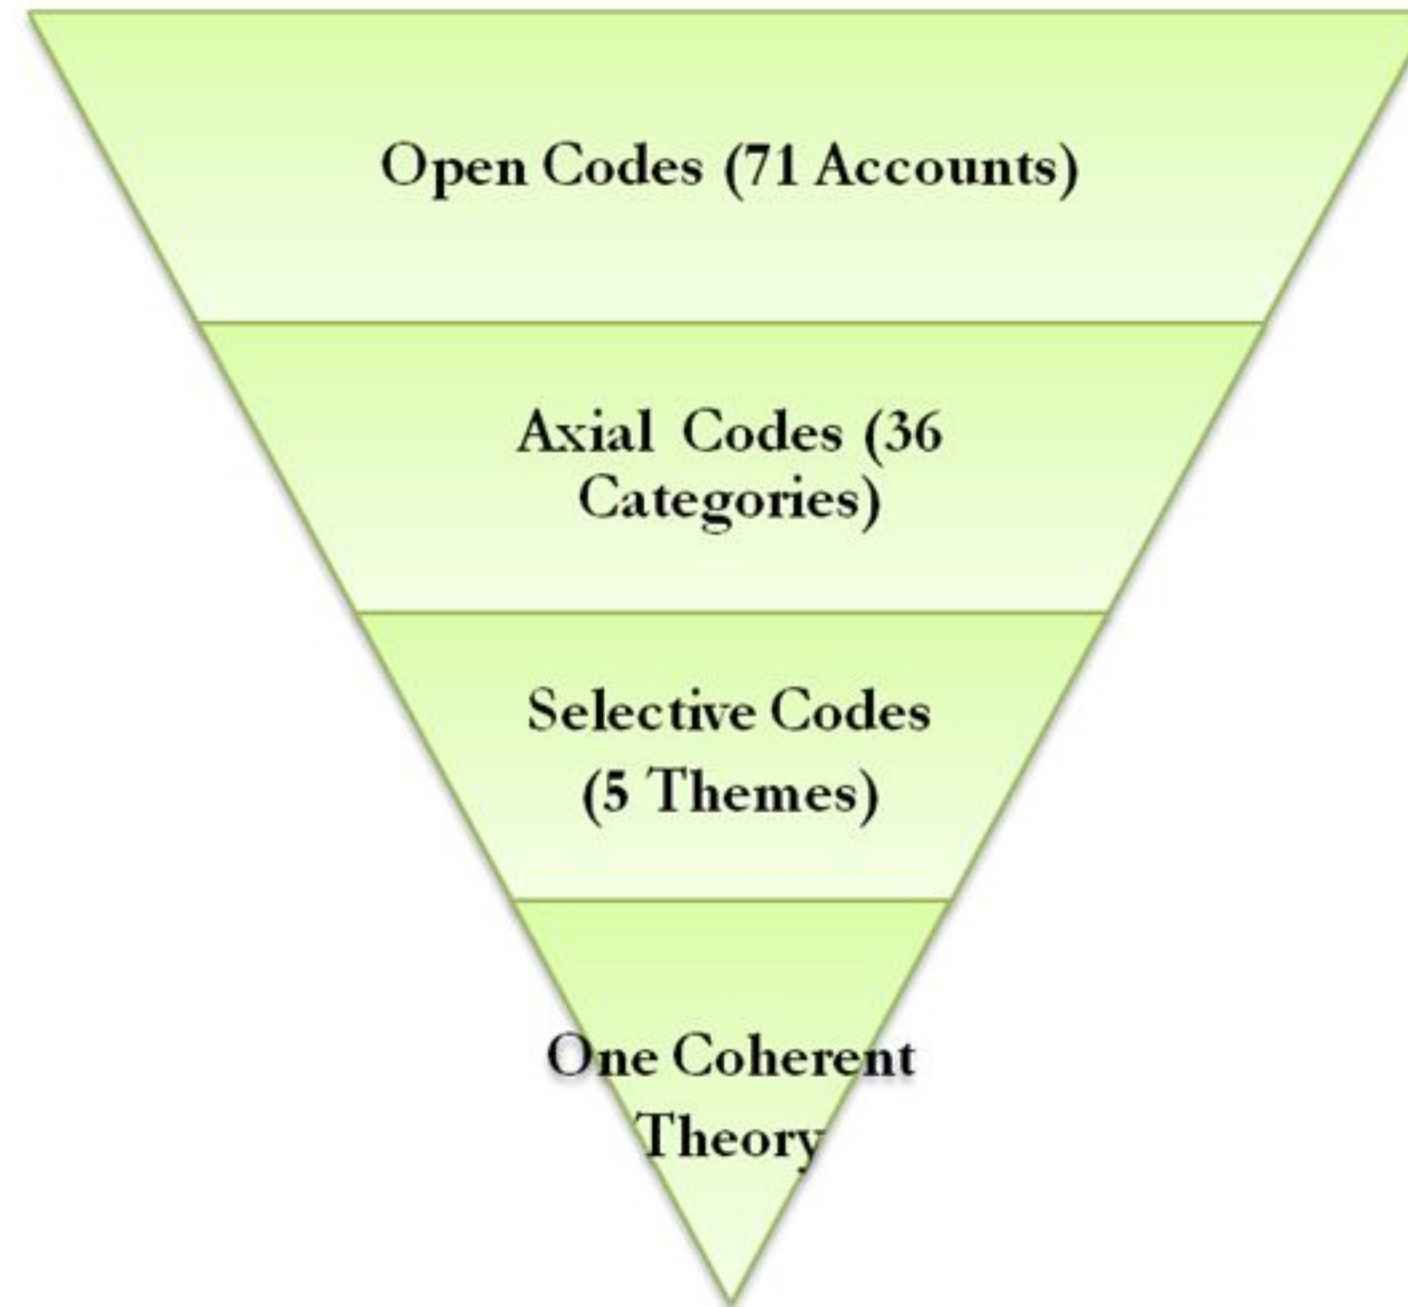 Open Codes (71 Accounts)
Axial Codes (36
Categories)
Selective Codes
(5 Themes)
One Coherent
Theory